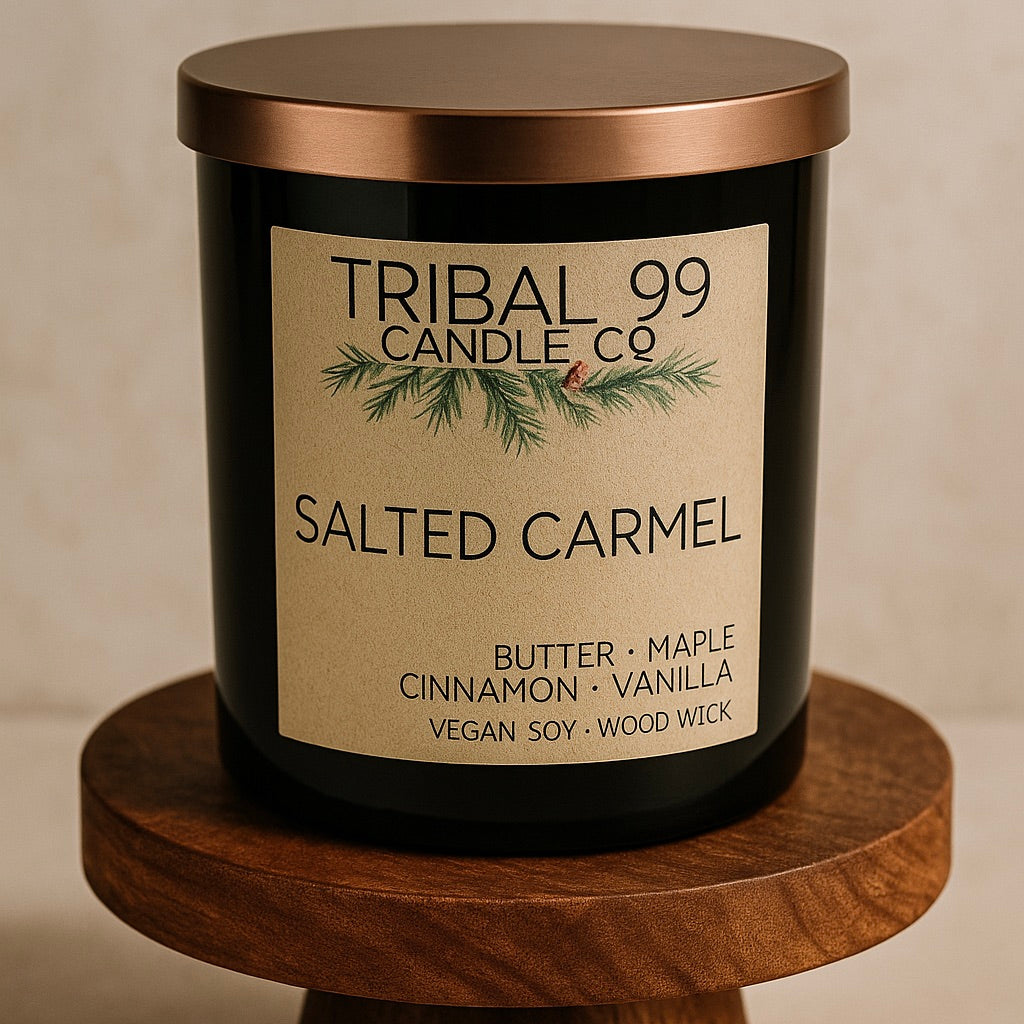 TRIBAL 99
CANDLE CO
SALTED CARMEL
BUTTER · MAPLE
CINNAMON · VANILLA
VEGAN SOY · WOOD WICK